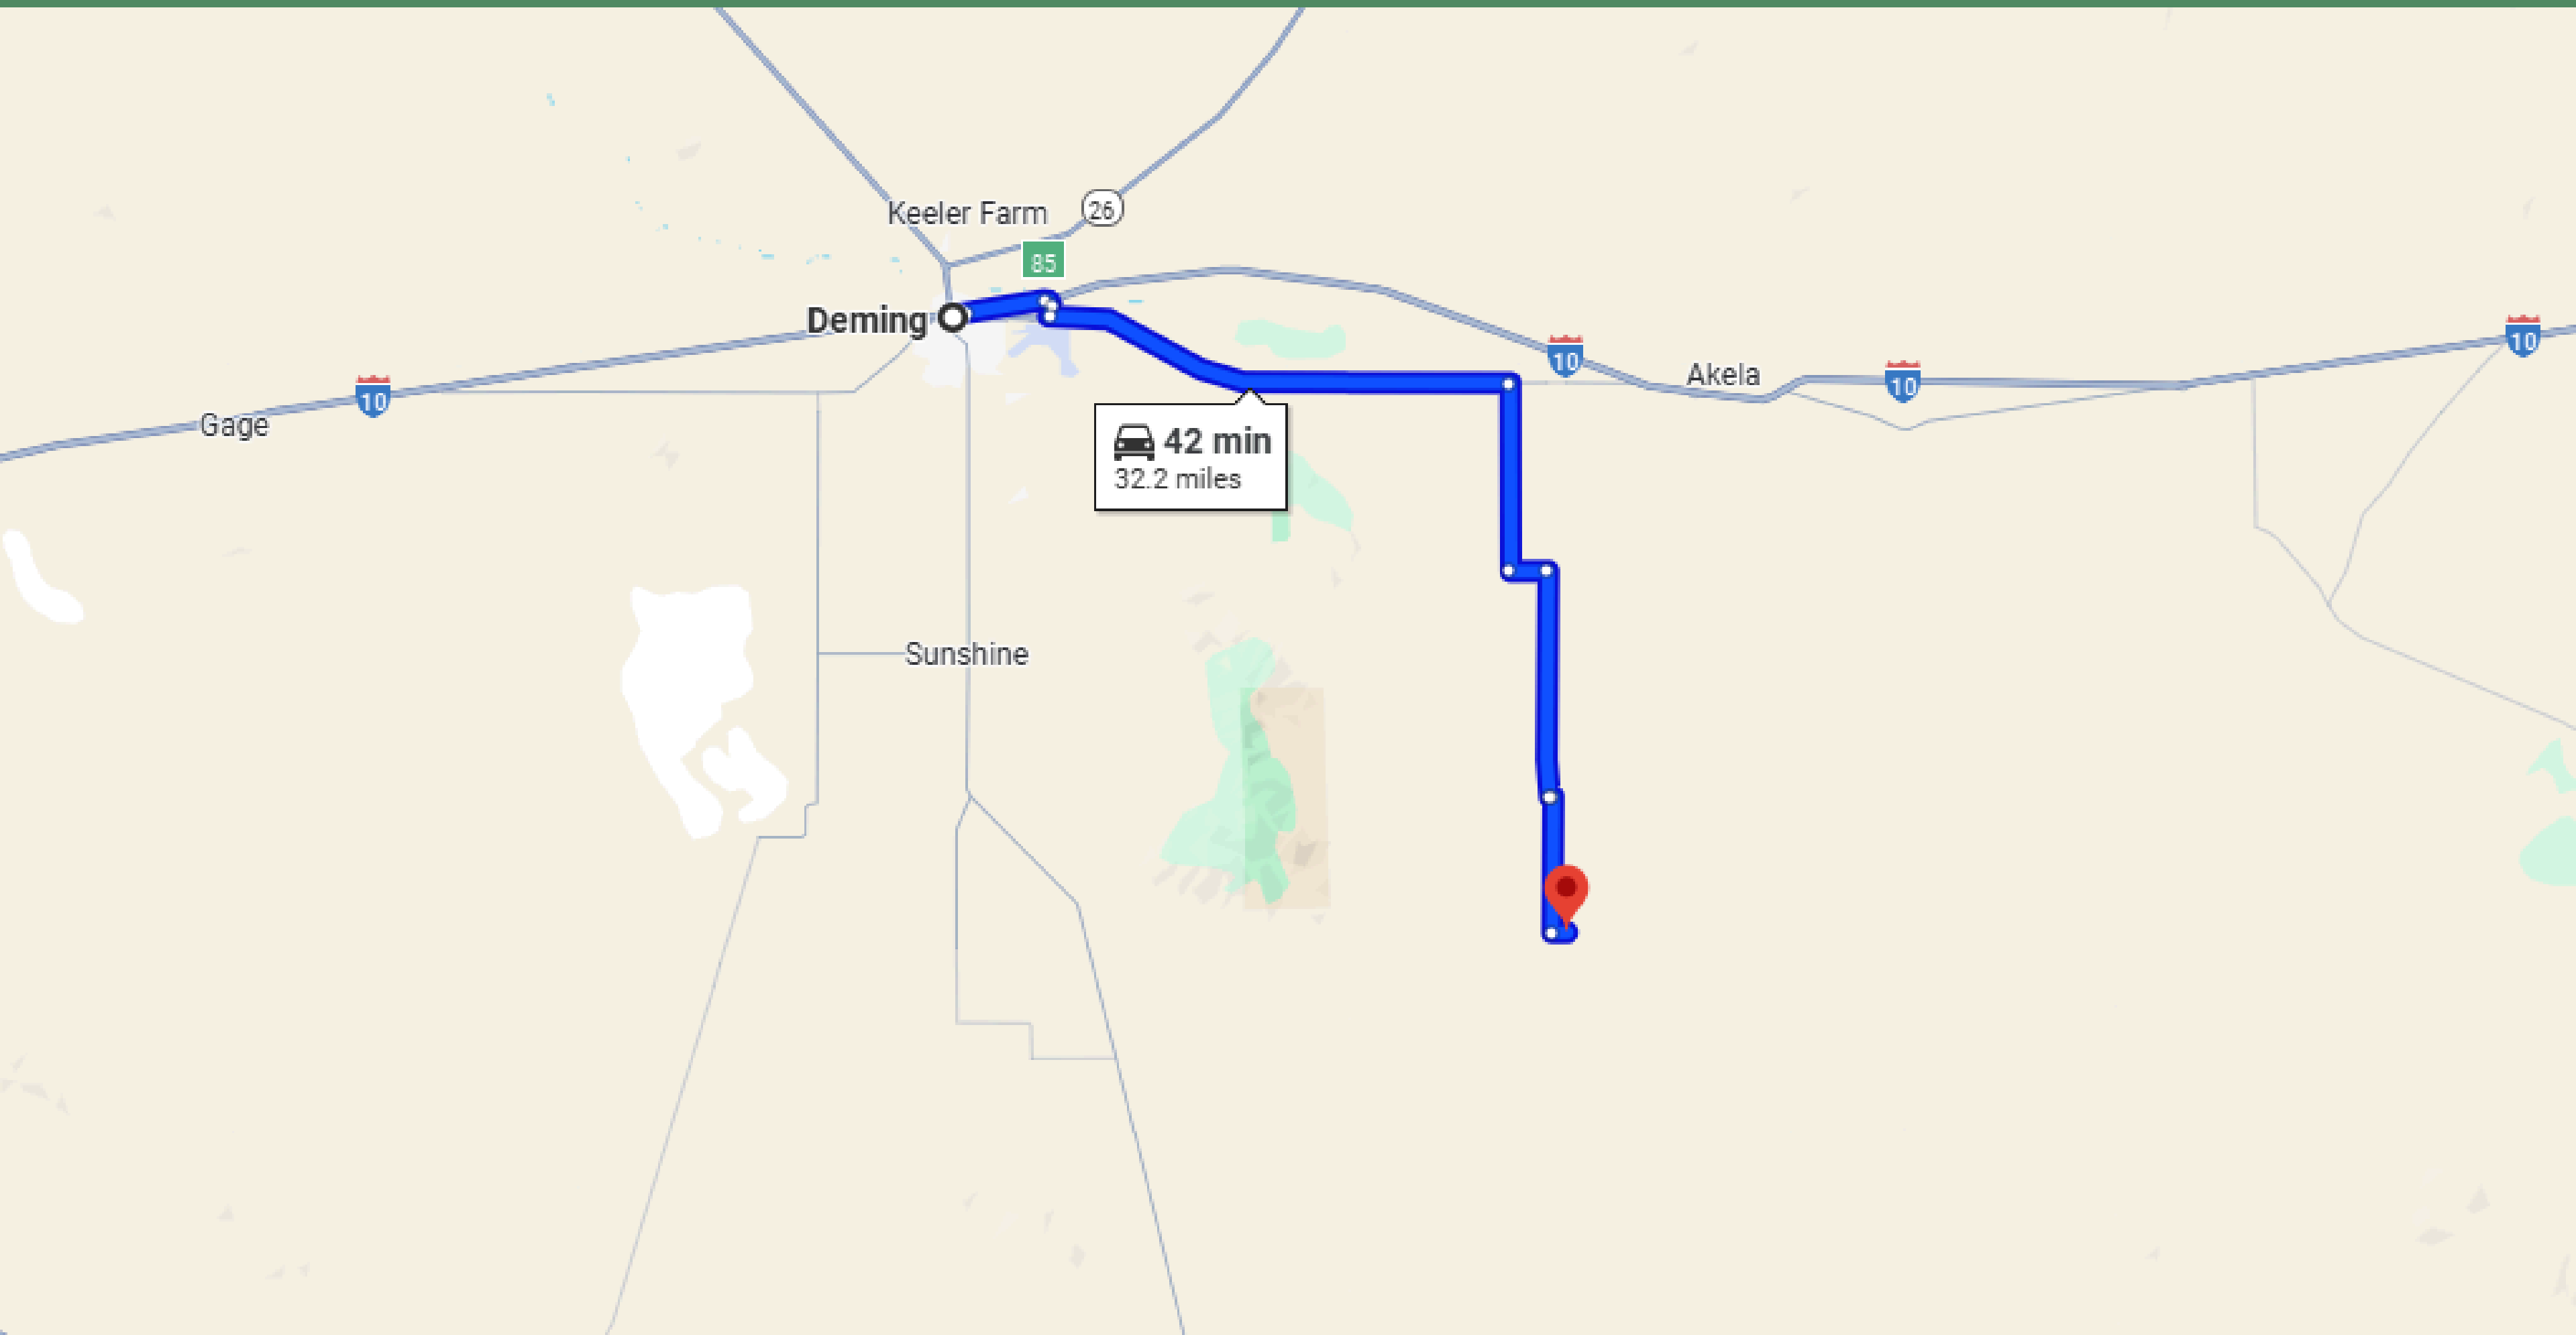 Keeler Farm
26
85
Deming
10
10
10
10
Akela
Gage
42 min
32.2 miles
Sunshine